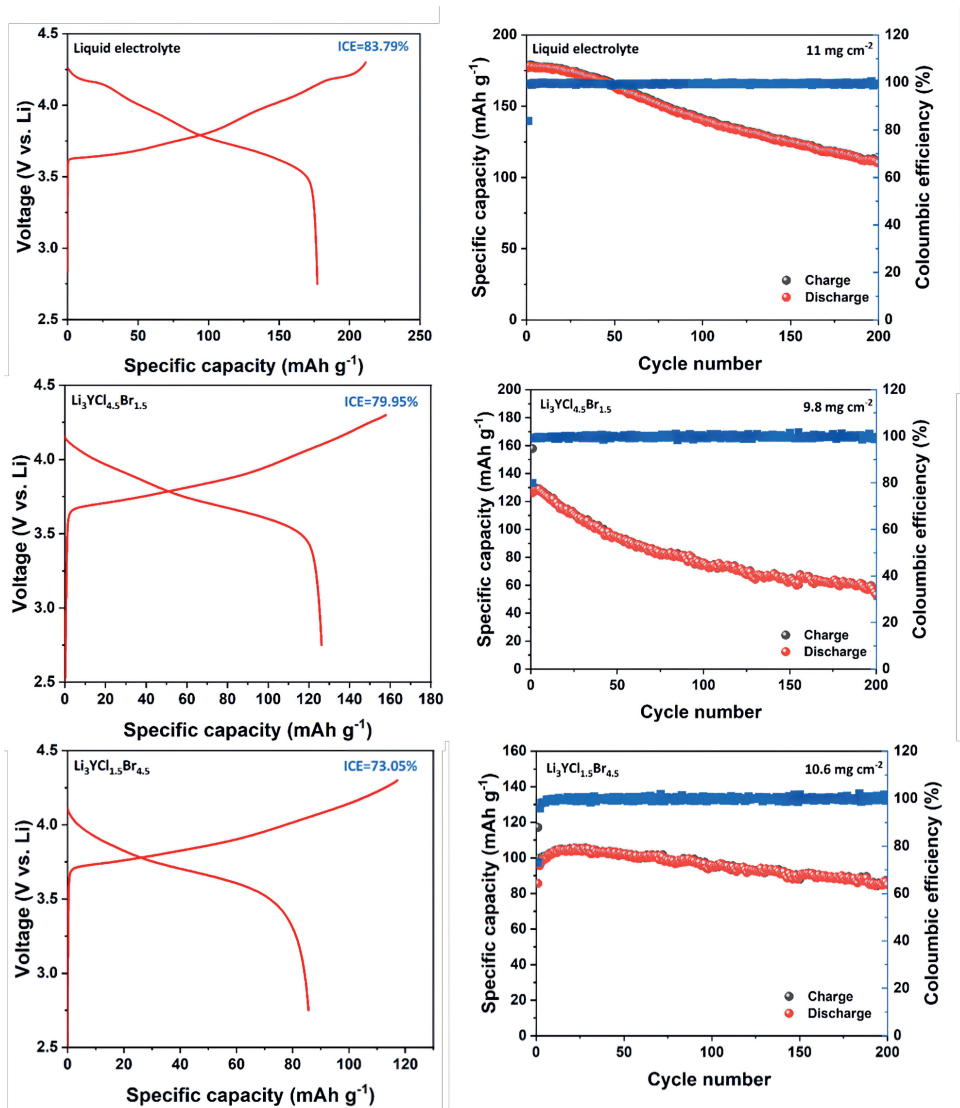 Liquid electrolyte
ICE=83.79%
4.5
4.0
3.5
3.0
2.5
Voltage (V vs. Li)
0 50 100 150 200 250
Specific capacity (mAh g⁻¹)
Liquid electrolyte
11 mg cm⁻²
200
150
100
50
0
Specific capacity (mAh g⁻¹)
120
100
80
60
40
20
0
Coloumbic efficiency (%)
Charge
Discharge
0 50 100 150 200
Cycle number
Li₃YCl₄.₅Br₁.₅
ICE=79.95%
4.5
4.0
3.5
3.0
2.5
Voltage (V vs. Li)
0 20 40 60 80 100 120 140 160 180
Specific capacity (mAh g⁻¹)
Li₃YCl₄.₅Br₁.₅
9.8 mg cm⁻²
200
180
160
140
120
100
80
60
40
20
0
Specific capacity (mAh g⁻¹)
120
100
80
60
40
20
0
Coloumbic efficiency (%)
Charge
Discharge
0 50 100 150 200
Cycle number
Li₃YCl₁.₅Br₄.₅
ICE=73.05%
4.5
4.0
3.5
3.0
2.5
Voltage (V vs. Li)
0 20 40 60 80 100 120
Specific capacity (mAh g⁻¹)
Li₃YCl₁.₅Br₄.₅
10.6 mg cm⁻²
160
140
120
100
80
60
40
20
0
Specific capacity (mAh g⁻¹)
120
100
80
60
40
20
0
Coloumbic efficiency (%)
Charge
Discharge
0 50 100 150 200
Cycle number